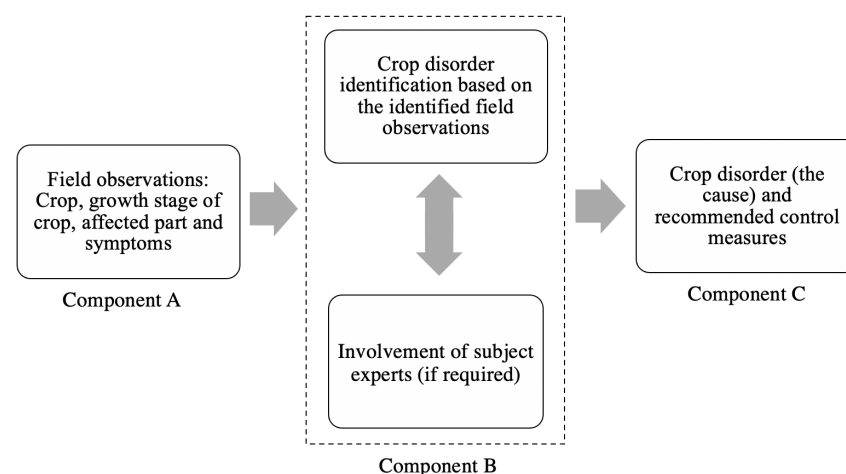 Field observations:
Crop, growth stage of
crop, affected part and
symptoms
Component A
Crop disorder
identification based on
the identified field
observations
Involvement of subject
experts (if required)
Component B
Crop disorder (the
cause) and
recommended control
measures
Component C